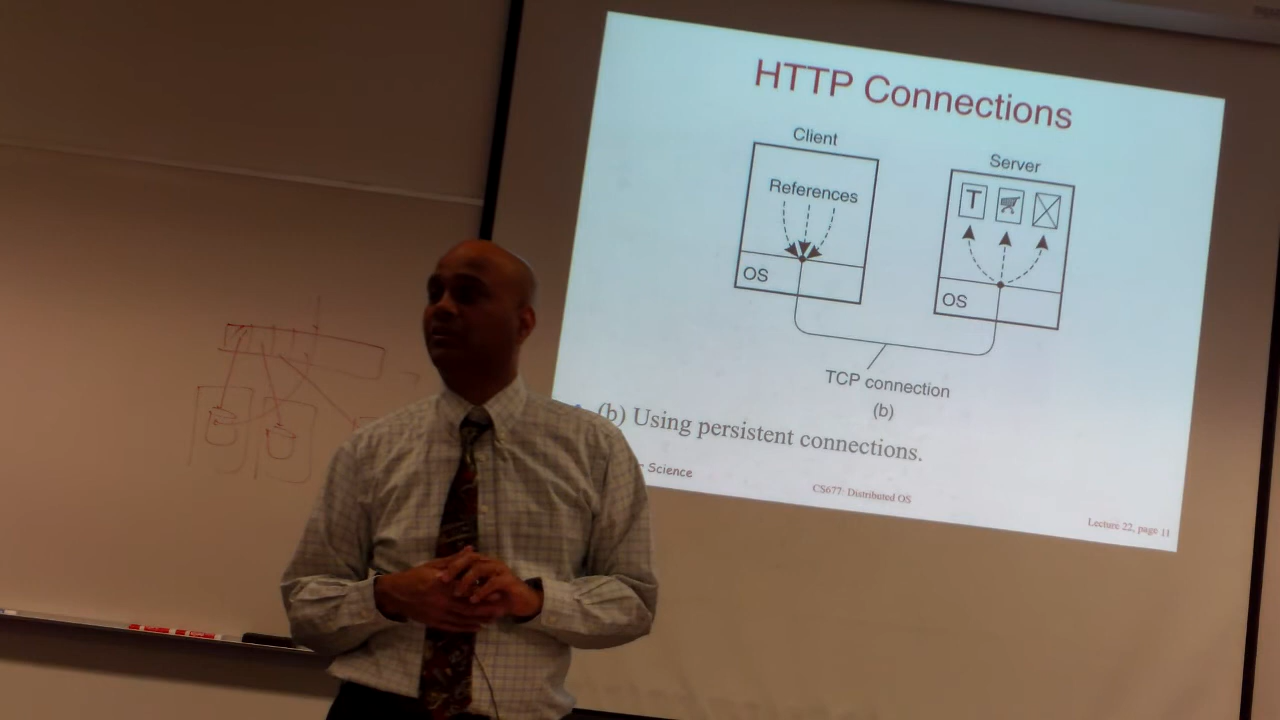 HTTP Connections
Client
Server
References
T
OS
OS
TCP connection
(b)
(b) Using persistent connections.
Science
CS677: Distributed OS
Lecture 22, page 11